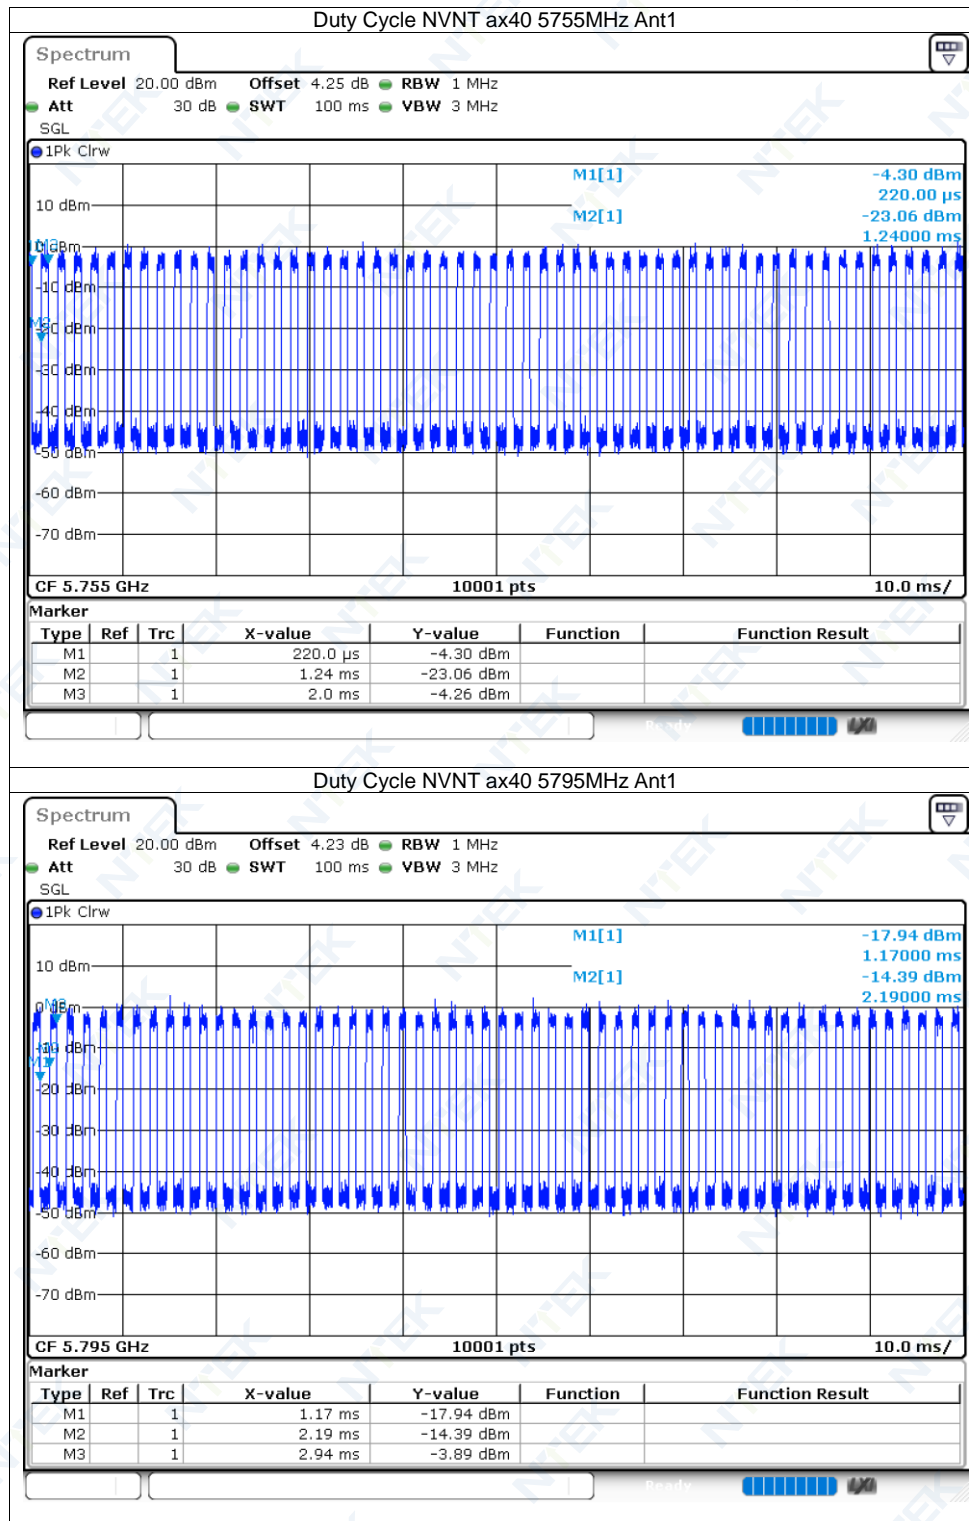 Duty Cycle NVNT ax40 5755MHz Ant1
Spectrum
Ref Level 20.00 dBm Offset 4.25 dB RBW 1 MHz
Att 30 dB SWT 100 ms VBW 3 MHz
SGL
1Pk Clrw
M1[1] -4.30 dBm
220.00 µs
10 dBm
M2[1] -23.06 dBm
1.24000 ms
-10 dBm
-30 dBm
-40 dBm
-50 dBm
-60 dBm
-70 dBm
CF 5.755 GHz 10001 pts 10.0 ms/
Marker
Type Ref Trc X-value Y-value Function Function Result
M1 1 220.0 µs -4.30 dBm
M2 1 1.24 ms -23.06 dBm
M3 1 2.0 ms -4.26 dBm
Ready
Duty Cycle NVNT ax40 5795MHz Ant1
Spectrum
Ref Level 20.00 dBm Offset 4.23 dB RBW 1 MHz
Att 30 dB SWT 100 ms VBW 3 MHz
SGL
1Pk Clrw
M1[1] -17.94 dBm
1.17000 ms
10 dBm
M2[1] -14.39 dBm
2.19000 ms
-20 dBm
-30 dBm
-40 dBm
-50 dBm
-60 dBm
-70 dBm
CF 5.795 GHz 10001 pts 10.0 ms/
Marker
Type Ref Trc X-value Y-value Function Function Result
M1 1 1.17 ms -17.94 dBm
M2 1 2.19 ms -14.39 dBm
M3 1 2.94 ms -3.89 dBm
Ready
NTEK